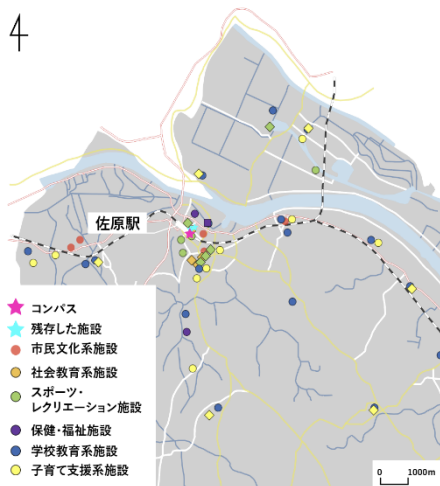 佐原駅
コンパス
残存した施設
市民文化系施設
社会教育系施設
スポーツ・
レクリエーション施設
保健・福祉施設
学校教育系施設
子育て支援系施設
0 1000m